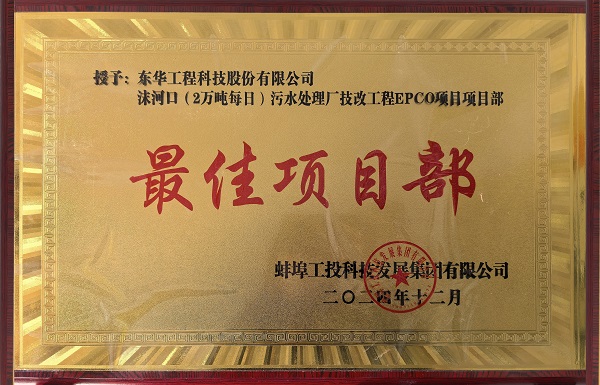 授予：东华工程科技股份有限公司
沫河口（2万吨每日）污水处理厂技改工程EPCO项目项目部
最佳项目部
蚌埠工投科技发展集团有限公司
二〇二四年十二月